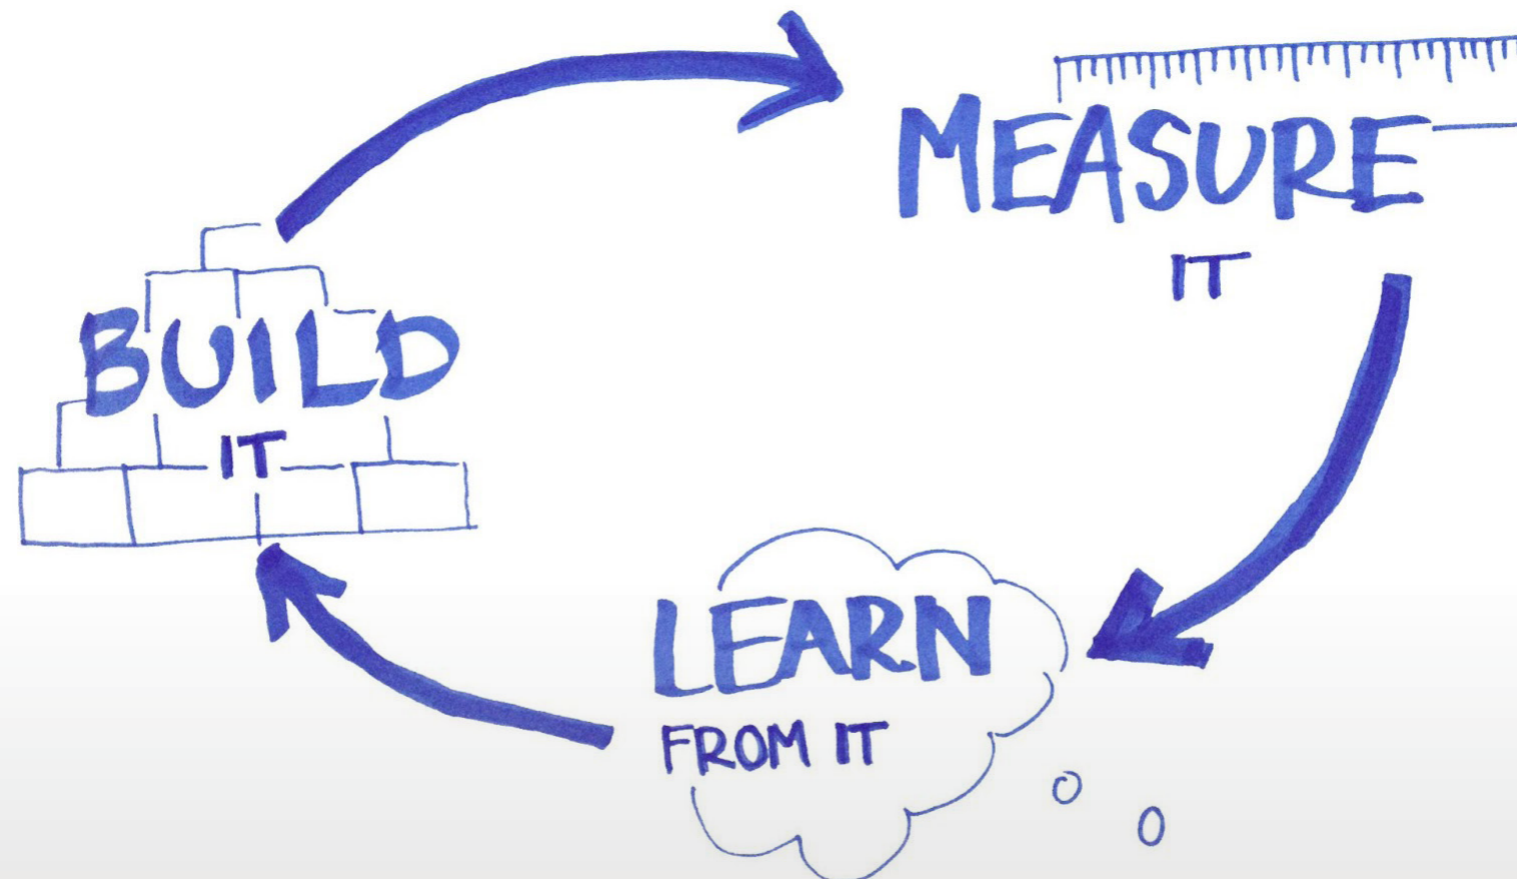 BUILD
IT
MEASURE
IT
LEARN
FROM IT